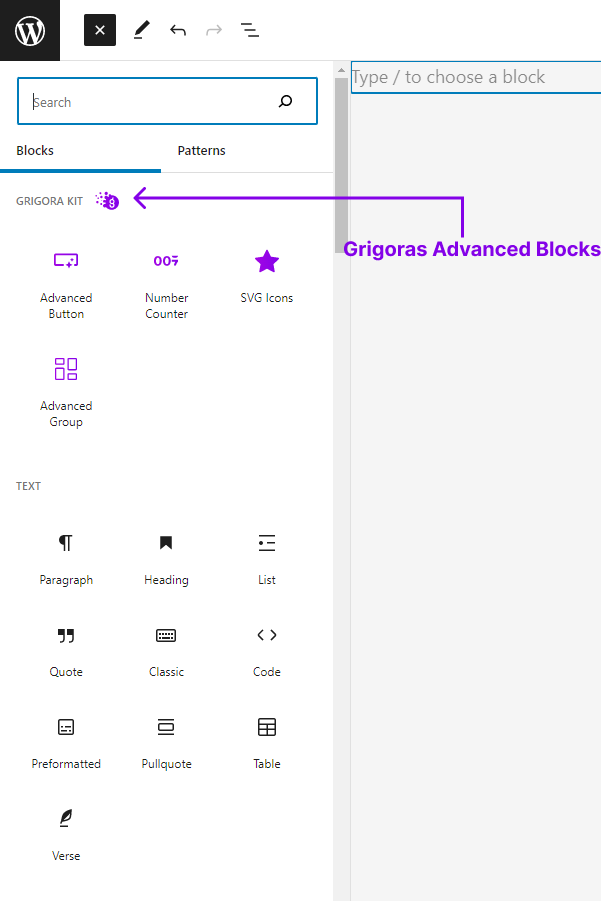 Type / to choose a block
Search
Blocks
Patterns
GRIGORA KIT
Grigoras Advanced Blocks
007
Advanced
Button
Number
Counter
SVG Icons
Advanced
Group
TEXT
Paragraph
Heading
List
Quote
Classic
Code
Preformatted
Pullquote
Table
Verse